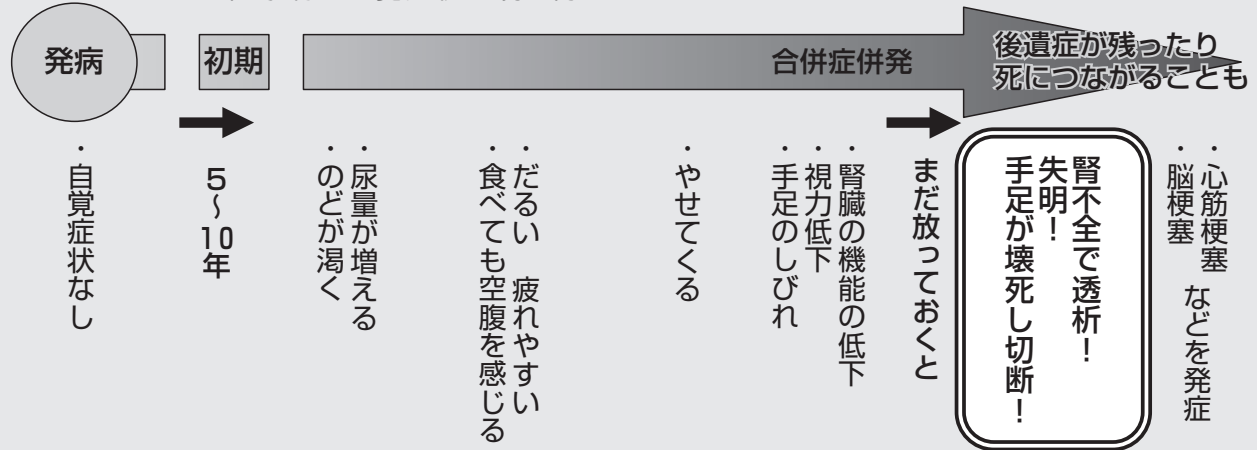 発病
初期
合併症併発
後遺症が残ったり
死につながることも
・自覚症状なし
5～10年
・尿量が増える
・のどが渇く
・だるい 疲れやすい
・食べても空腹を感じる
・やせてくる
・腎臓の機能の低下
・視力低下
・手足のしびれ
まだ放っておくと
腎不全で透析！
失明！
手足が壊死し切断！
・心筋梗塞
・脳梗塞 などを発症